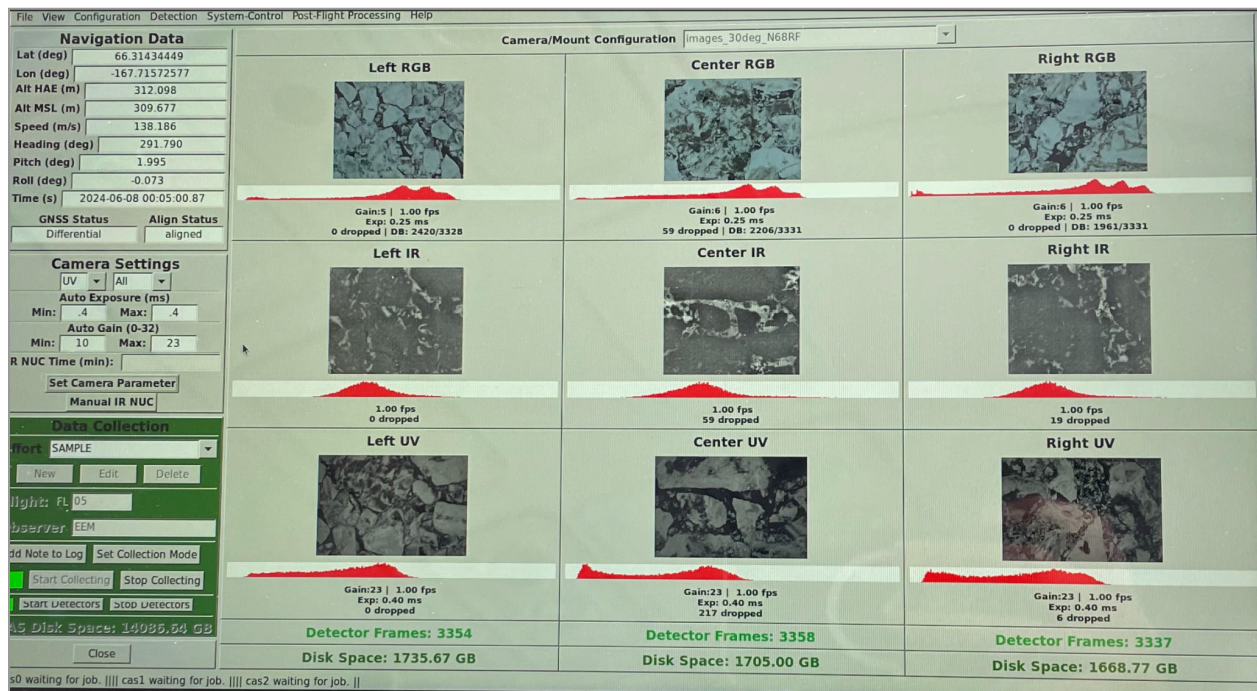 File View Configuration Detection System-Control Post-Flight Processing Help
Navigation Data
Lat (deg) 66.31434449
Lon (deg) -167.71572577
Alt HAE (m) 312.098
Alt MSL (m) 309.677
Speed (m/s) 138.186
Heading (deg) 291.790
Pitch (deg) 1.995
Roll (deg) -0.073
Time (s) 2024-06-08 00:05:00.87
GNSS Status Align Status
Differential aligned
Camera Settings
UV All
Auto Exposure (ms)
Min: .4 Max: .4
Auto Gain (0-32)
Min: 10 Max: 23
R NUC Time (min):
Set Camera Parameter
Manual IR NUC
Data Collection
ffort SAMPLE
New Edit Delete
light: FL 05
bserver EEM
dd Note to Log Set Collection Mode
Start Collecting Stop Collecting
Start Detectors Stop Detectors
AS Disk Space: 14086.64 GB
Close
Camera/Mount Configuration images_30deg_N68RF
Left RGB
Gain:5 | 1.00 fps
Exp: 0.25 ms
0 dropped | DB: 2420/3328
Center RGB
Gain:6 | 1.00 fps
Exp: 0.25 ms
59 dropped | DB: 2206/3331
Right RGB
Gain:6 | 1.00 fps
Exp: 0.25 ms
0 dropped | DB: 1961/3331
Left IR
1.00 fps
0 dropped
Center IR
1.00 fps
59 dropped
Right IR
1.00 fps
19 dropped
Left UV
Gain:23 | 1.00 fps
Exp: 0.40 ms
0 dropped
Center UV
Gain:23 | 1.00 fps
Exp: 0.40 ms
217 dropped
Right UV
Gain:23 | 1.00 fps
Exp: 0.40 ms
6 dropped
Detector Frames: 3354
Detector Frames: 3358
Detector Frames: 3337
Disk Space: 1735.67 GB
Disk Space: 1705.00 GB
Disk Space: 1668.77 GB
s0 waiting for job. |||| cas1 waiting for job. |||| cas2 waiting for job. ||